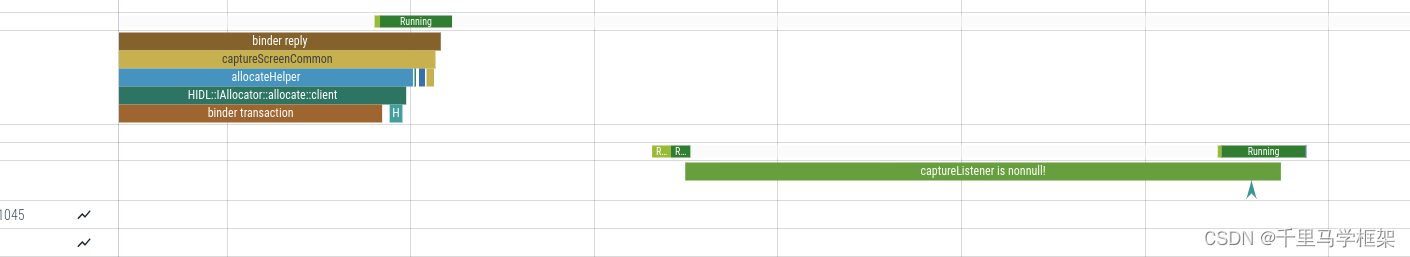 Running
binder reply
captureScreenCommon
allocateHelper
HIDL::IAllocator::allocate::client
binder transaction
H
R... R... Running
captureListener is nonnull!
1045
CSDN @千里马学框架